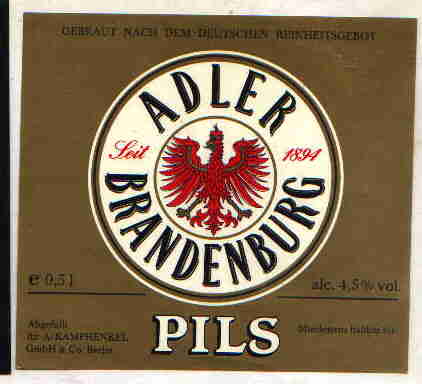 GEBRAUT NACH DEM DEUTSCHEN REINHEITSGEBOT
ADLER
Seit 1894
BRANDENBURG
e 0,5 l
alc. 4,5% vol.
PILS
Abgefüllt
für A. KAMPHENKEL
GmbH & Co. Berlin
Mindestens haltbar bis